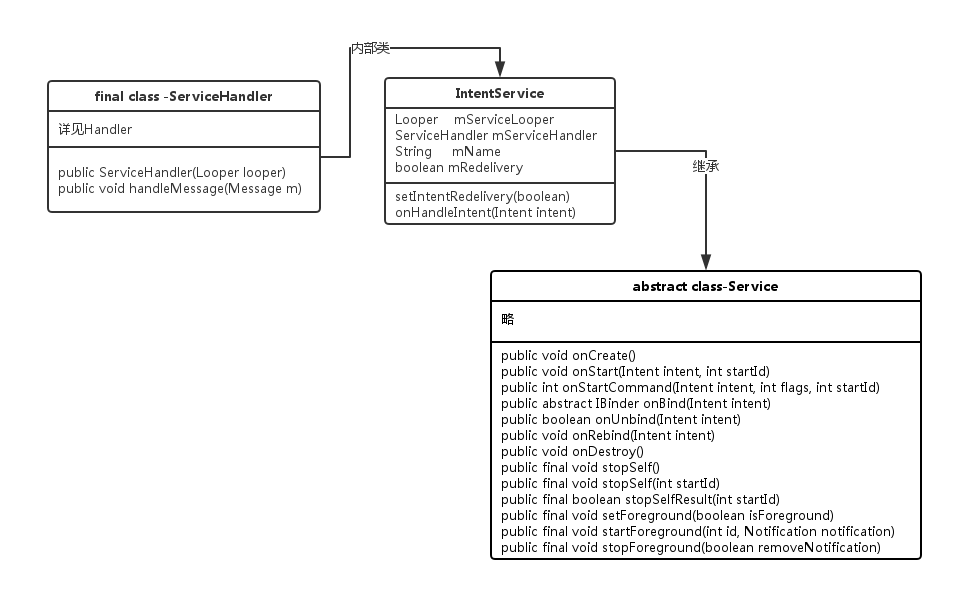 内部类
final class -ServiceHandler
详见Handler
public ServiceHandler(Looper looper)
public void handleMessage(Message m)
IntentService
Looper mServiceLooper
ServiceHandler mServiceHandler
String mName
boolean mRedelivery
setIntentRedelivery(boolean)
onHandleIntent(Intent intent)
继承
abstract class-Service
略
public void onCreate()
public void onStart(Intent intent, int startId)
public int onStartCommand(Intent intent, int flags, int startId)
public abstract IBinder onBind(Intent intent)
public boolean onUnbind(Intent intent)
public void onRebind(Intent intent)
public void onDestroy()
public final void stopSelf()
public final void stopSelf(int startId)
public final boolean stopSelfResult(int startId)
public final void setForeground(boolean isForeground)
public final void startForeground(int id, Notification notification)
public final void stopForeground(boolean removeNotification)